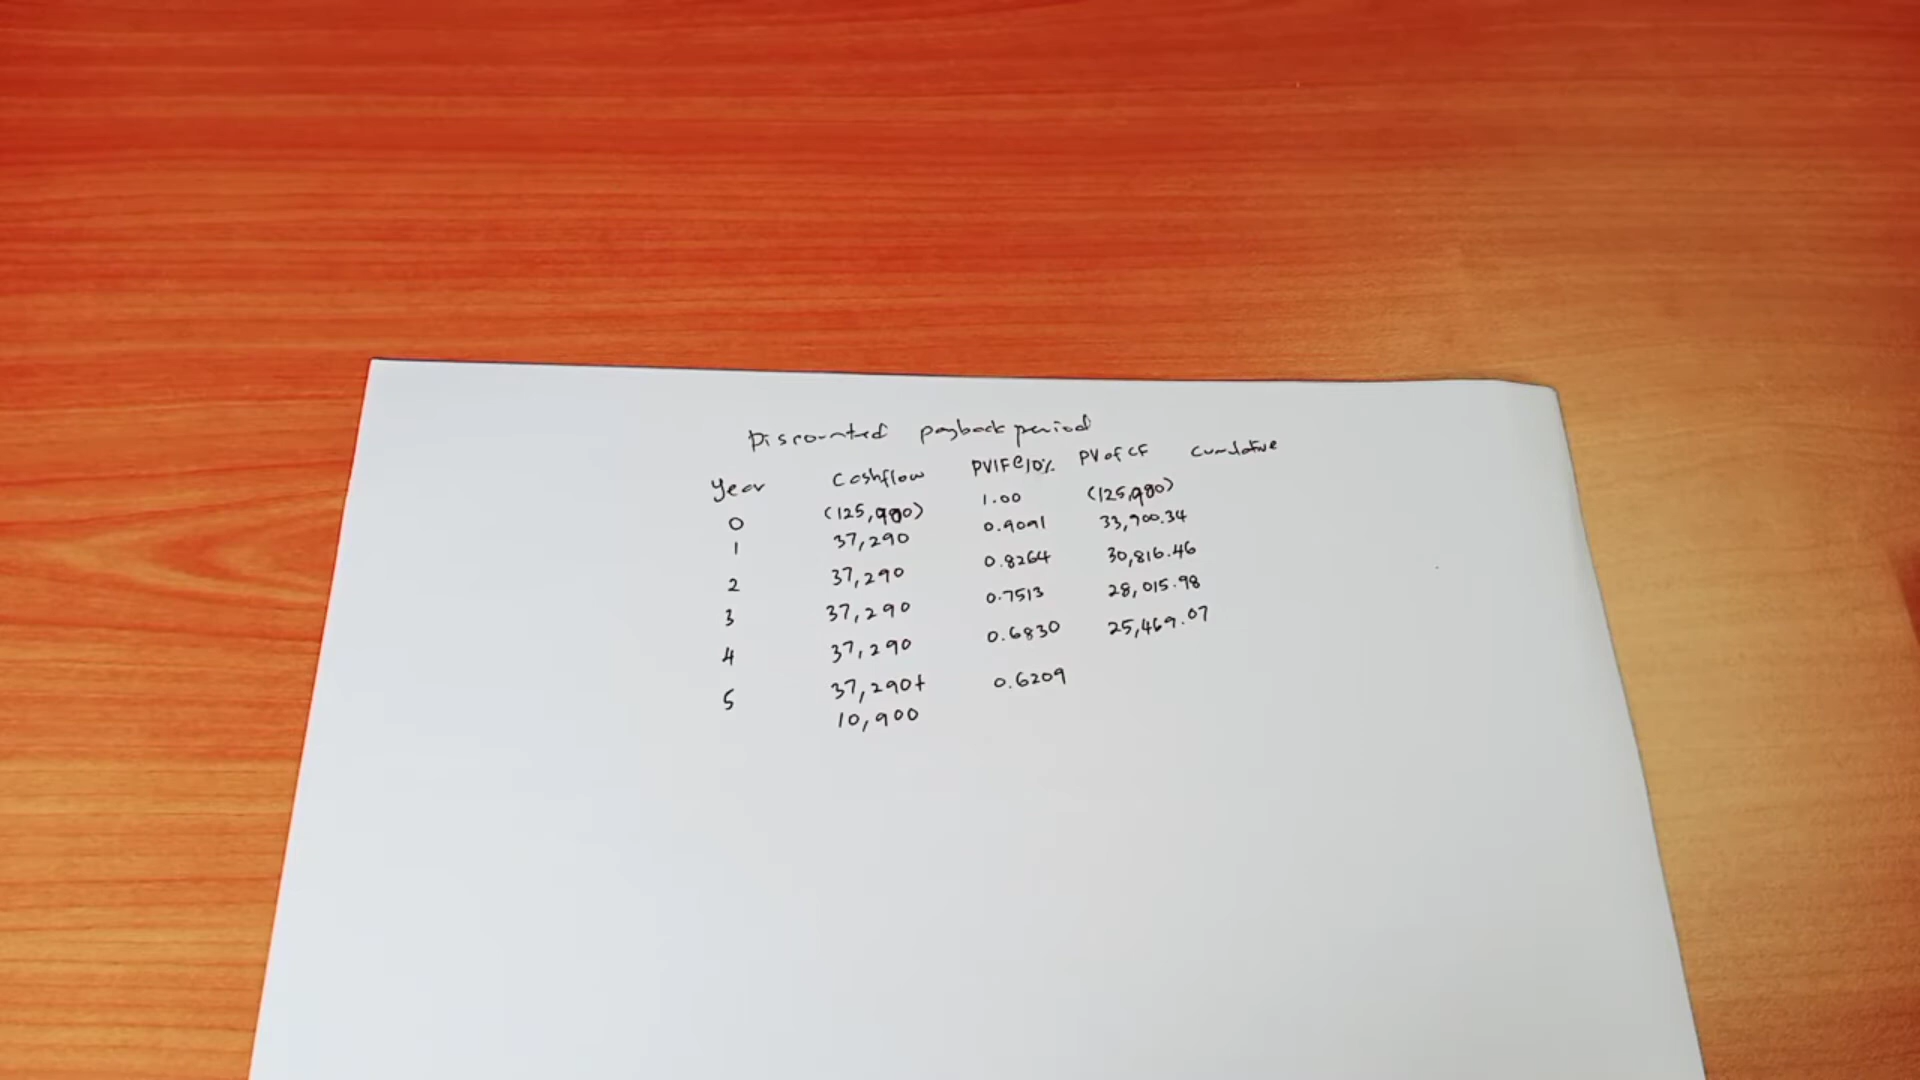 Discounted payback period
Year Cashflow PVIF@10% PV of CF Cumulative
0 (125,900) 1.00 (125,900)
1 37,290 0.9091 33,900.34
2 37,290 0.8264 30,816.46
3 37,290 0.7513 28,015.98
4 37,290 0.6830 25,469.07
5 37,290+ 0.6209
10,900